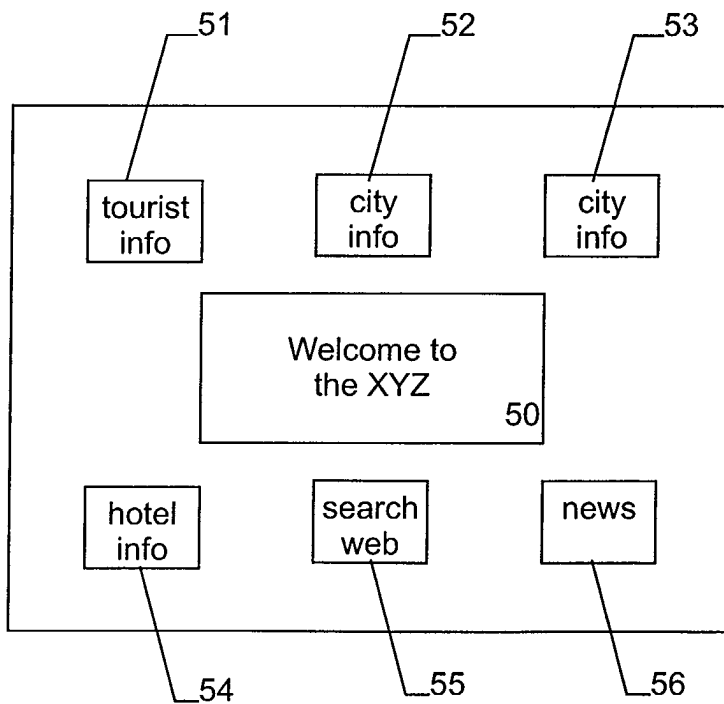 51
52
53
tourist
info
city
info
city
info
Welcome to
the XYZ
50
hotel
info
search
web
news
54
55
56